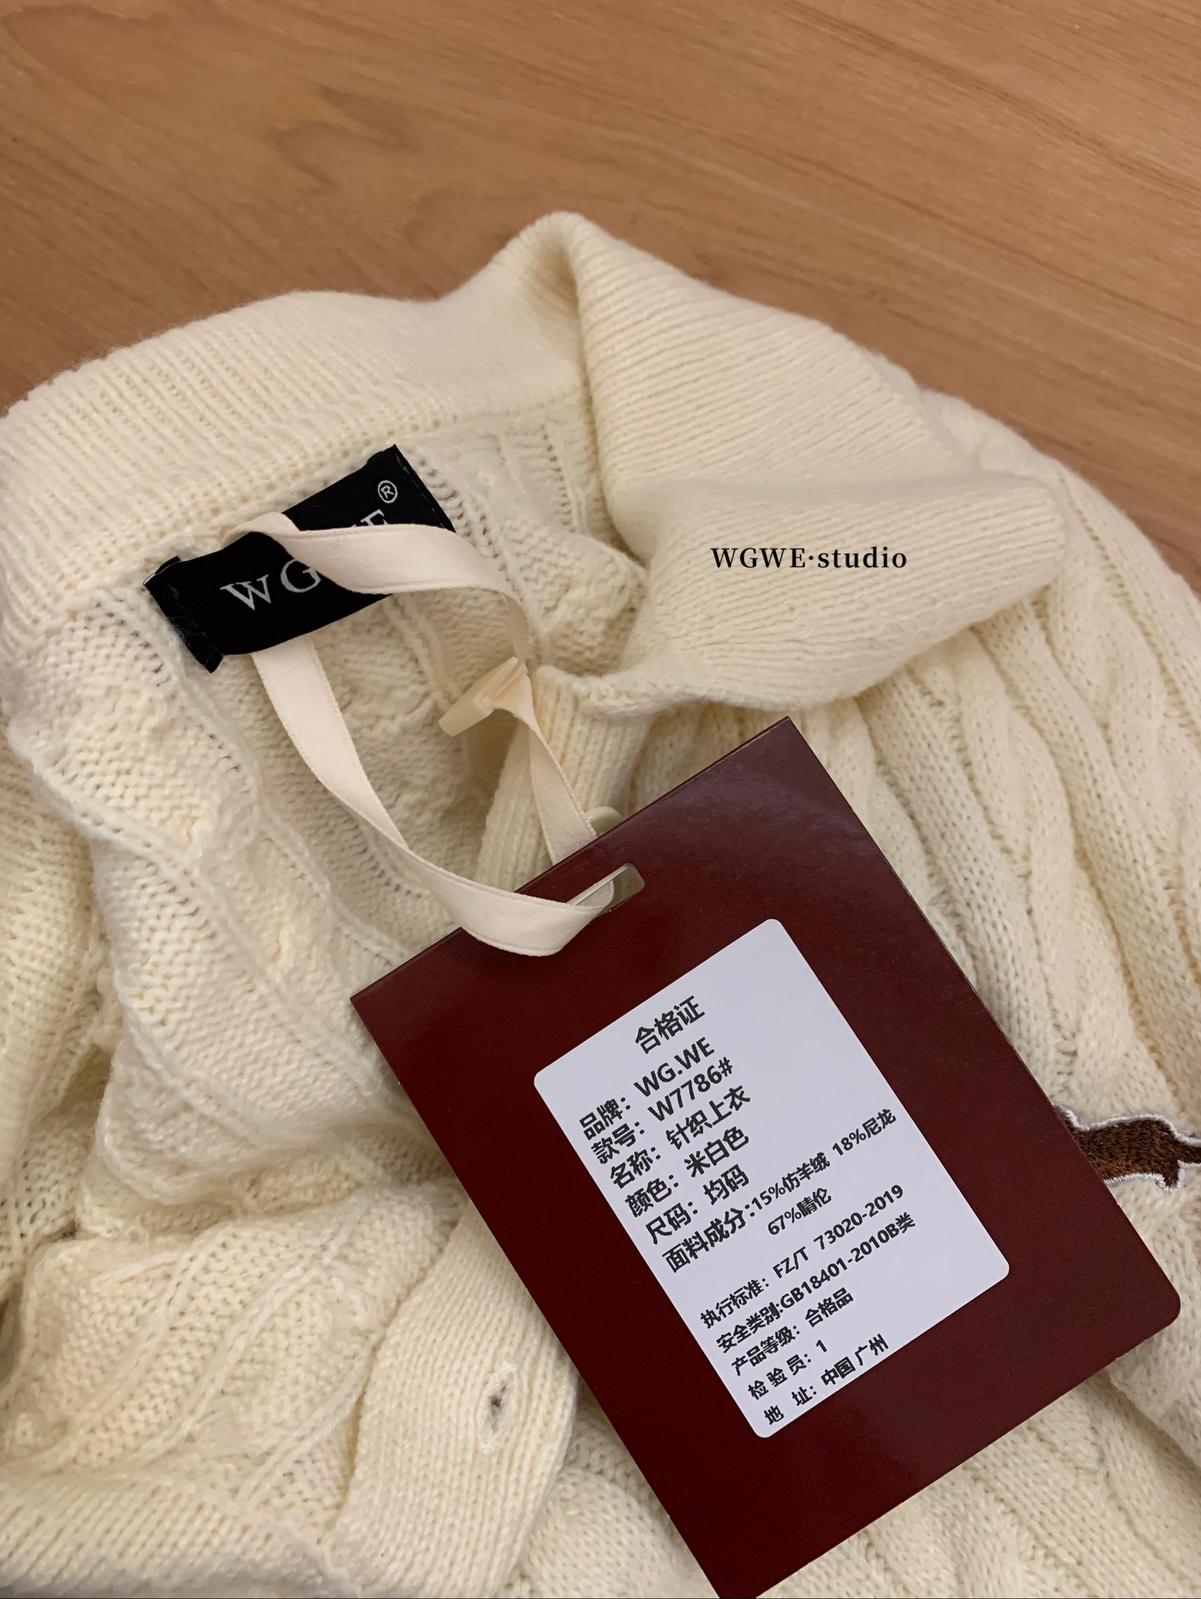 WGWE·studio
合格证
品牌：WG.WE
款号：W7786#
名称：针织上衣
颜色：米白色
尺码：均码
面料成分:15%仿羊绒 18%尼龙
67%晴伦
执行标准：FZ/T 73020-2019
安全类别:GB18401-2010B类
产品等级：合格品
检 验 员：1
地 址：中国 广州